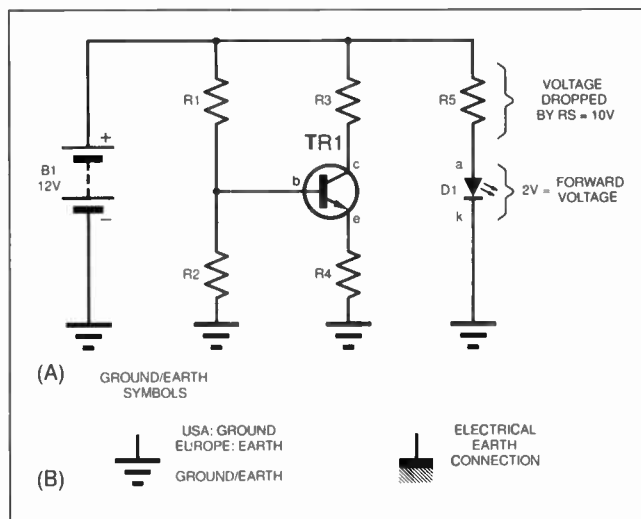 R1
R3
R5
VOLTAGE
DROPPED
BY RS = 10V
TR1
+
B1
12V
b
c
e
a
D1
k
2V = FORWARD
VOLTAGE
−
R2
R4
(A)
GROUND/EARTH
SYMBOLS
USA: GROUND
EUROPE: EARTH
GROUND/EARTH
ELECTRICAL
EARTH
CONNECTION
(B)